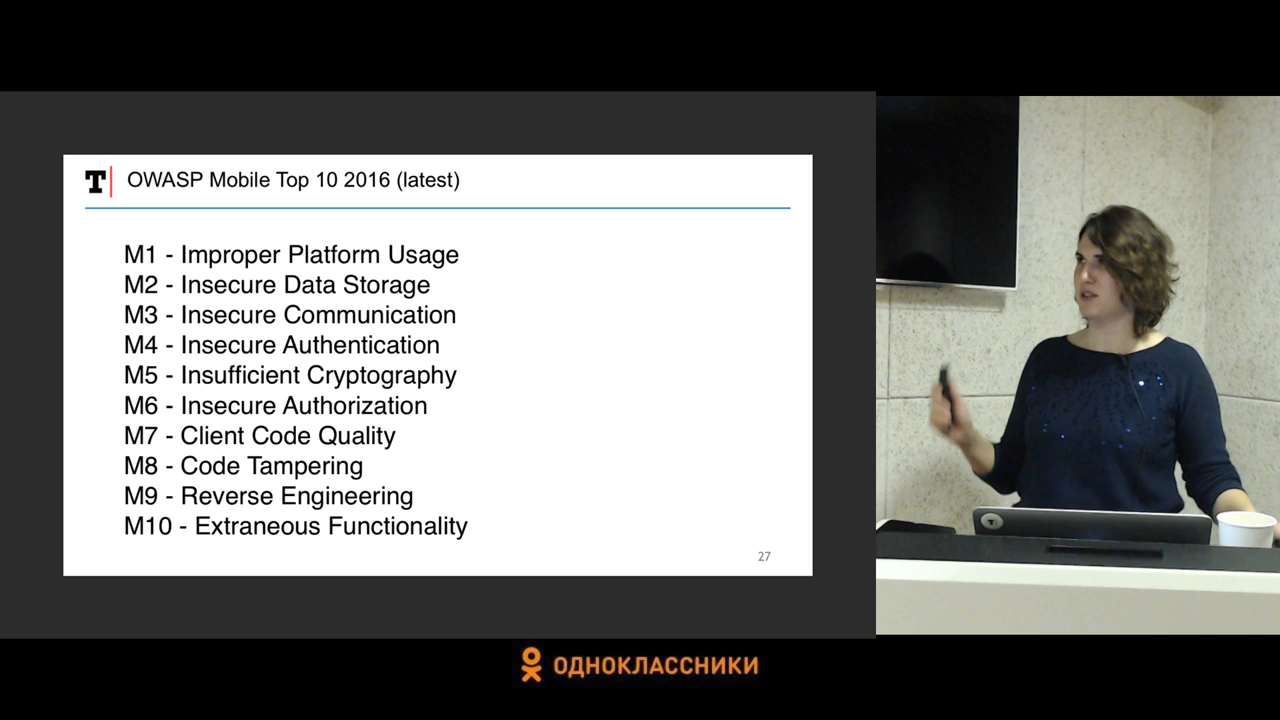 T
OWASP Mobile Top 10 2016 (latest)
M1 - Improper Platform Usage
M2 - Insecure Data Storage
M3 - Insecure Communication
M4 - Insecure Authentication
M5 - Insufficient Cryptography
M6 - Insecure Authorization
M7 - Client Code Quality
M8 - Code Tampering
M9 - Reverse Engineering
M10 - Extraneous Functionality
27
ОДНОКЛАССНИКИ